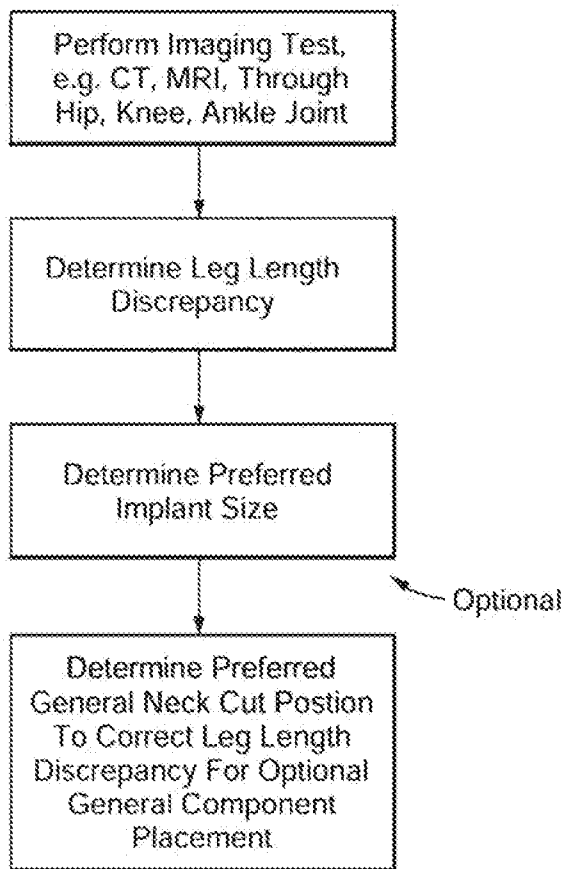 Perform Imaging Test,
e.g. CT, MRI, Through
Hip, Knee, Ankle Joint
Determine Leg Length
Discrepancy
Determine Preferred
Implant Size
Optional
Determine Preferred
General Neck Cut Postion
To Correct Leg Length
Discrepancy For Optional
General Component
Placement